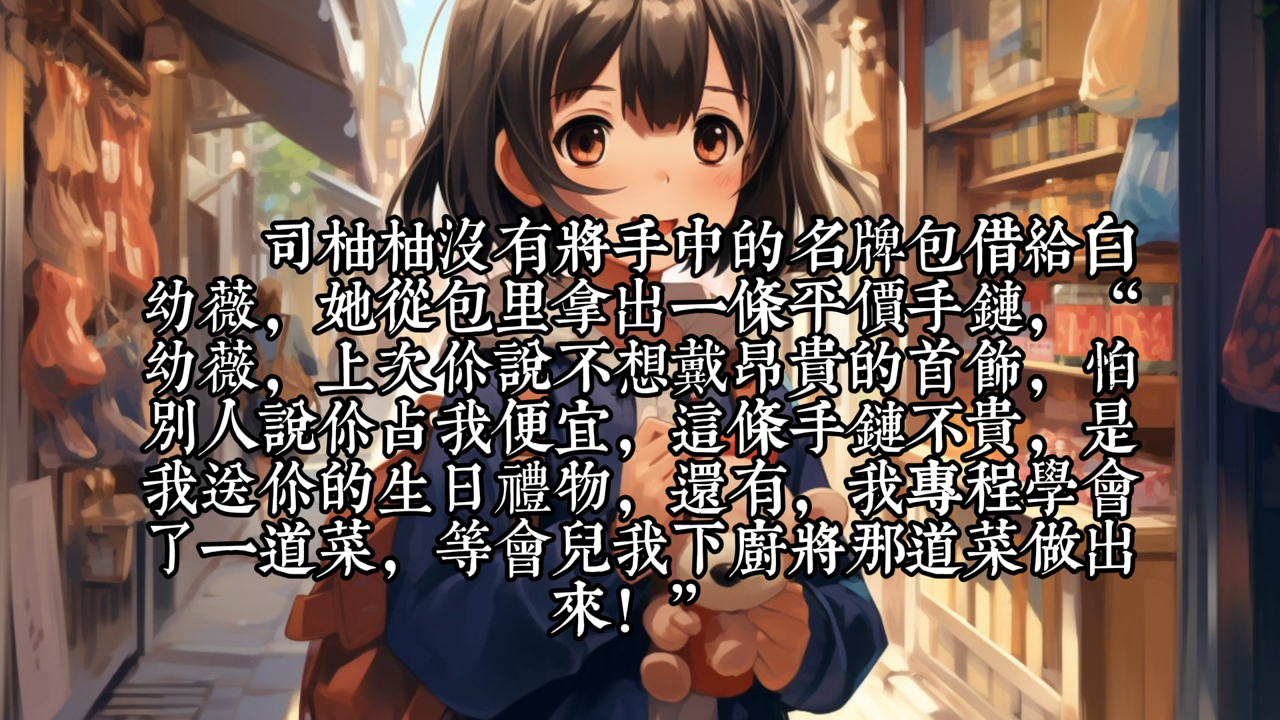 司柚柚沒有將手中的名牌包借給白
幼薇，她從包里拿出一條平價手鏈，“
幼薇，上次你說不想戴昂貴的首飾，怕
別人說你占我便宜，這條手鏈不貴，是
我送你的生日禮物，還有，我專程學會
了一道菜，等會兒我下廚將那道菜做出
來！”